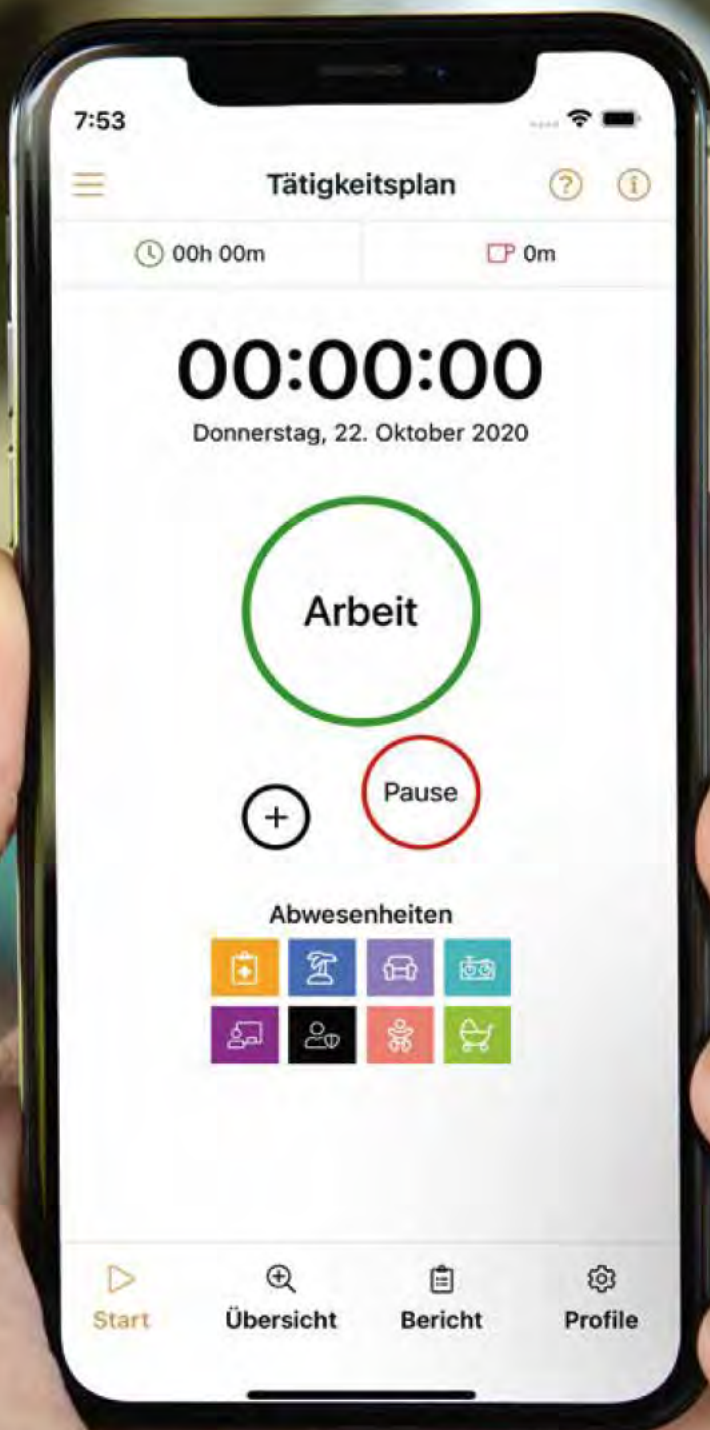 7:53
Tätigkeitsplan
00h 00m
0m
00:00:00
Donnerstag, 22. Oktober 2020
Arbeit
+
Pause
Abwesenheiten
Start
Übersicht
Bericht
Profile